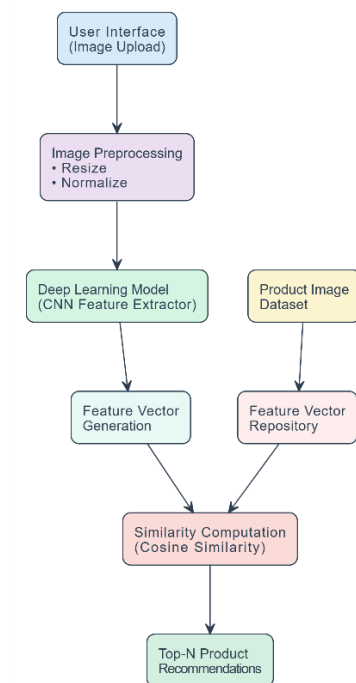 User Interface
(Image Upload)
Image Preprocessing
• Resize
• Normalize
Deep Learning Model
(CNN Feature Extractor)
Product Image
Dataset
Feature Vector
Generation
Feature Vector
Repository
Similarity Computation
(Cosine Similarity)
Top-N Product
Recommendations